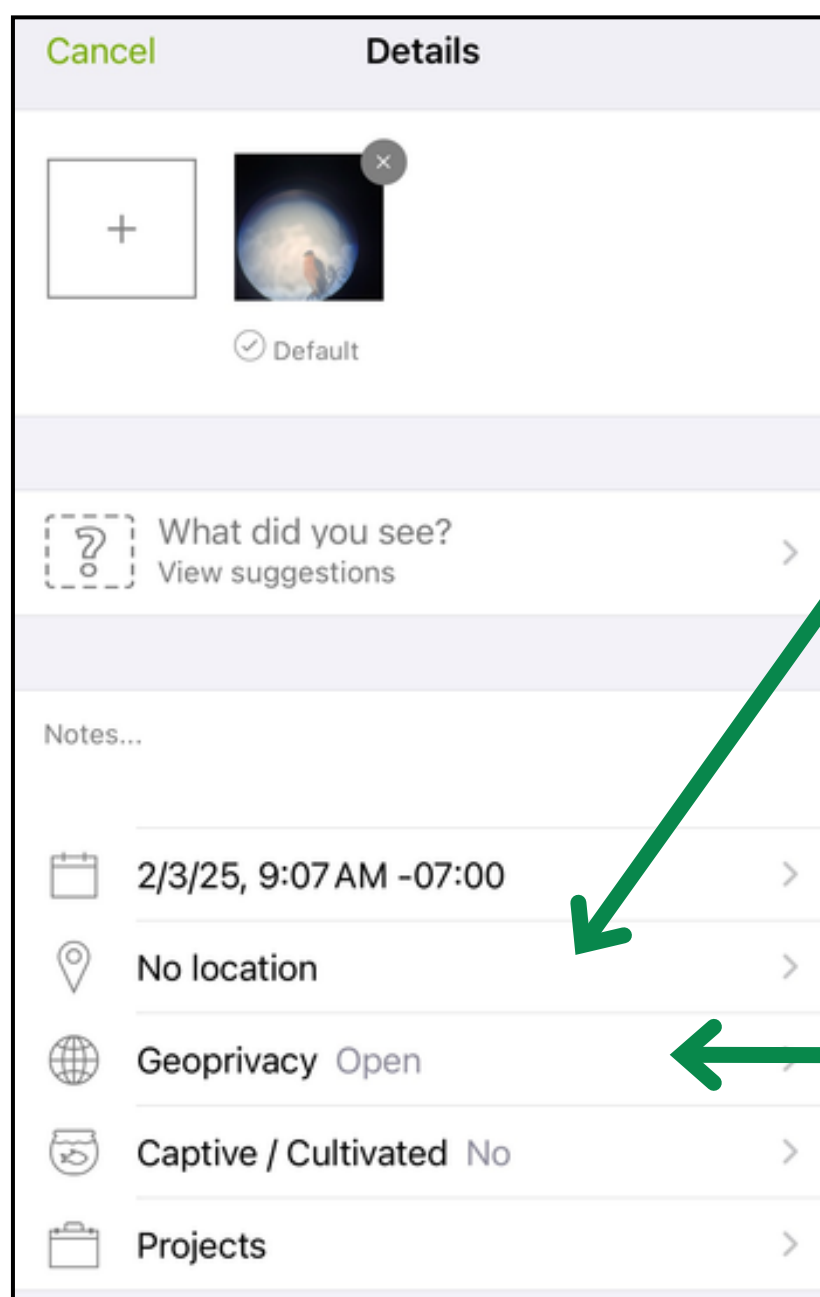 Cancel Details
Default
What did you see?
View suggestions
Notes...
2/3/25, 9:07 AM -07:00
No location
Geoprivacy Open
Captive / Cultivated No
Projects